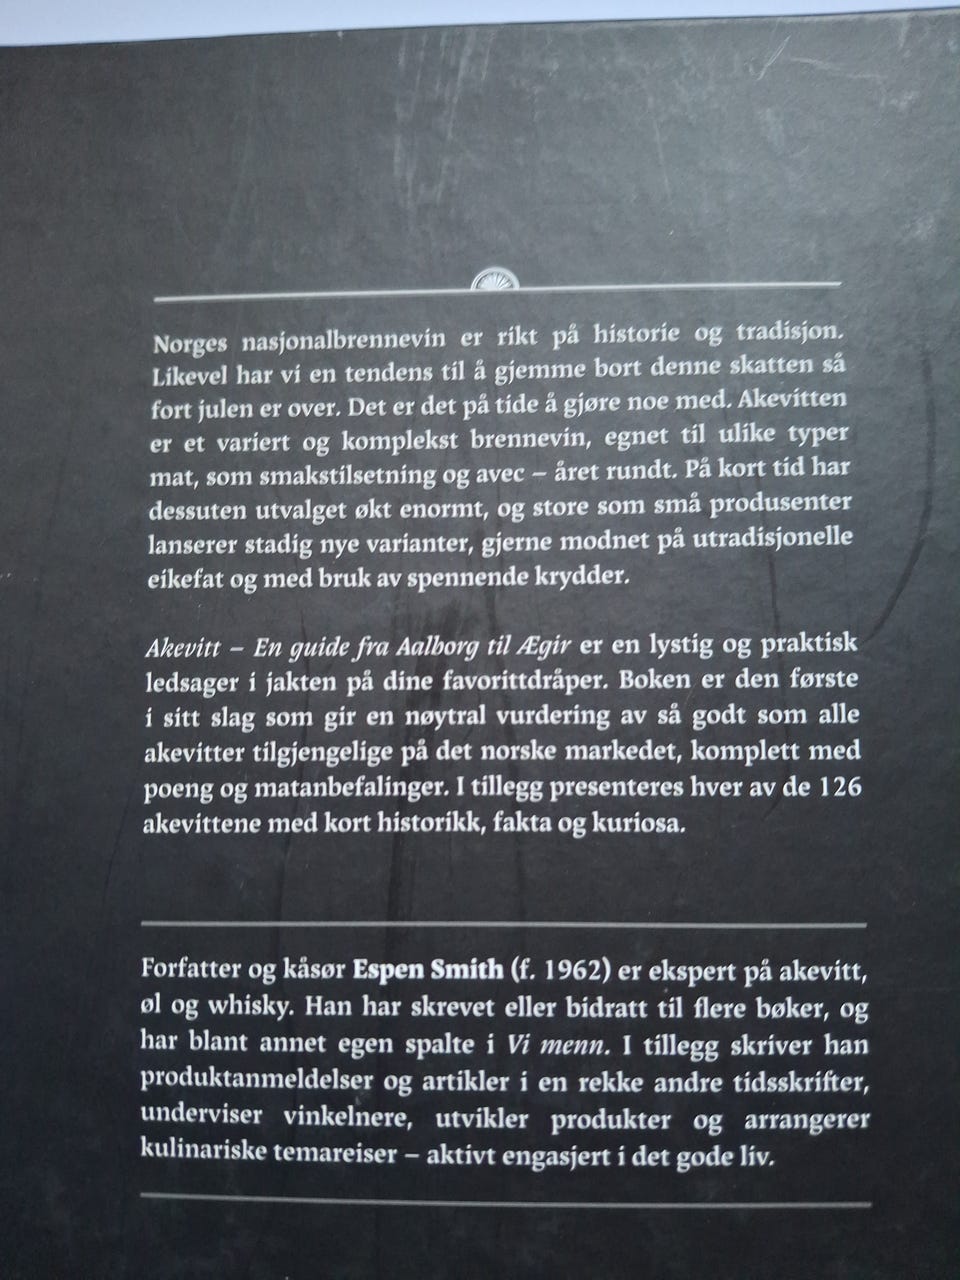 Norges nasjonalbrennevin er rikt på historie og tradisjon.
Likevel har vi en tendens til å gjemme bort denne skatten så
fort julen er over. Det er det på tide å gjøre noe med. Akevitten
er et variert og komplekst brennevin, egnet til ulike typer
mat, som smakstilsetning og avec – året rundt. På kort tid har
dessuten utvalget økt enormt, og store som små produsenter
lanserer stadig nye varianter, gjerne modnet på utradisjonelle
eikefat og med bruk av spennende krydder.
Akevitt – En guide fra Aalborg til Ægir er en lystig og praktisk
ledsager i jakten på dine favorittdråper. Boken er den første
i sitt slag som gir en nøytral vurdering av så godt som alle
akevitter tilgjengelige på det norske markedet, komplett med
poeng og matanbefalinger. I tillegg presenteres hver av de 126
akevittene med kort historikk, fakta og kuriosa.
Forfatter og kåsør Espen Smith (f. 1962) er ekspert på akevitt,
øl og whisky. Han har skrevet eller bidratt til flere bøker, og
har blant annet egen spalte i Vi menn. I tillegg skriver han
produktanmeldelser og artikler i en rekke andre tidsskrifter,
underviser vinkelnere, utvikler produkter og arrangerer
kulinariske temareiser – aktivt engasjert i det gode liv.